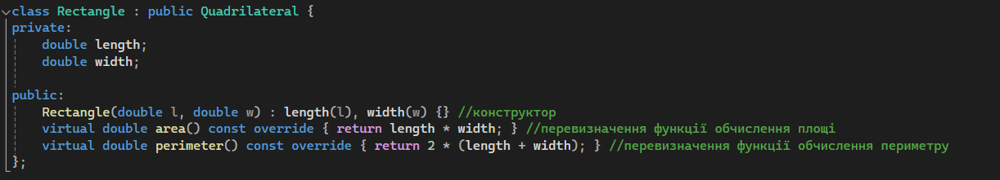 class Rectangle : public Quadrilateral {
private:
    double length;
    double width;

public:
    Rectangle(double l, double w) : length(l), width(w) {} //конструктор
    virtual double area() const override { return length * width; } //перевизначення функції обчислення площі
    virtual double perimeter() const override { return 2 * (length + width); } //перевизначення функції обчислення периметру
};